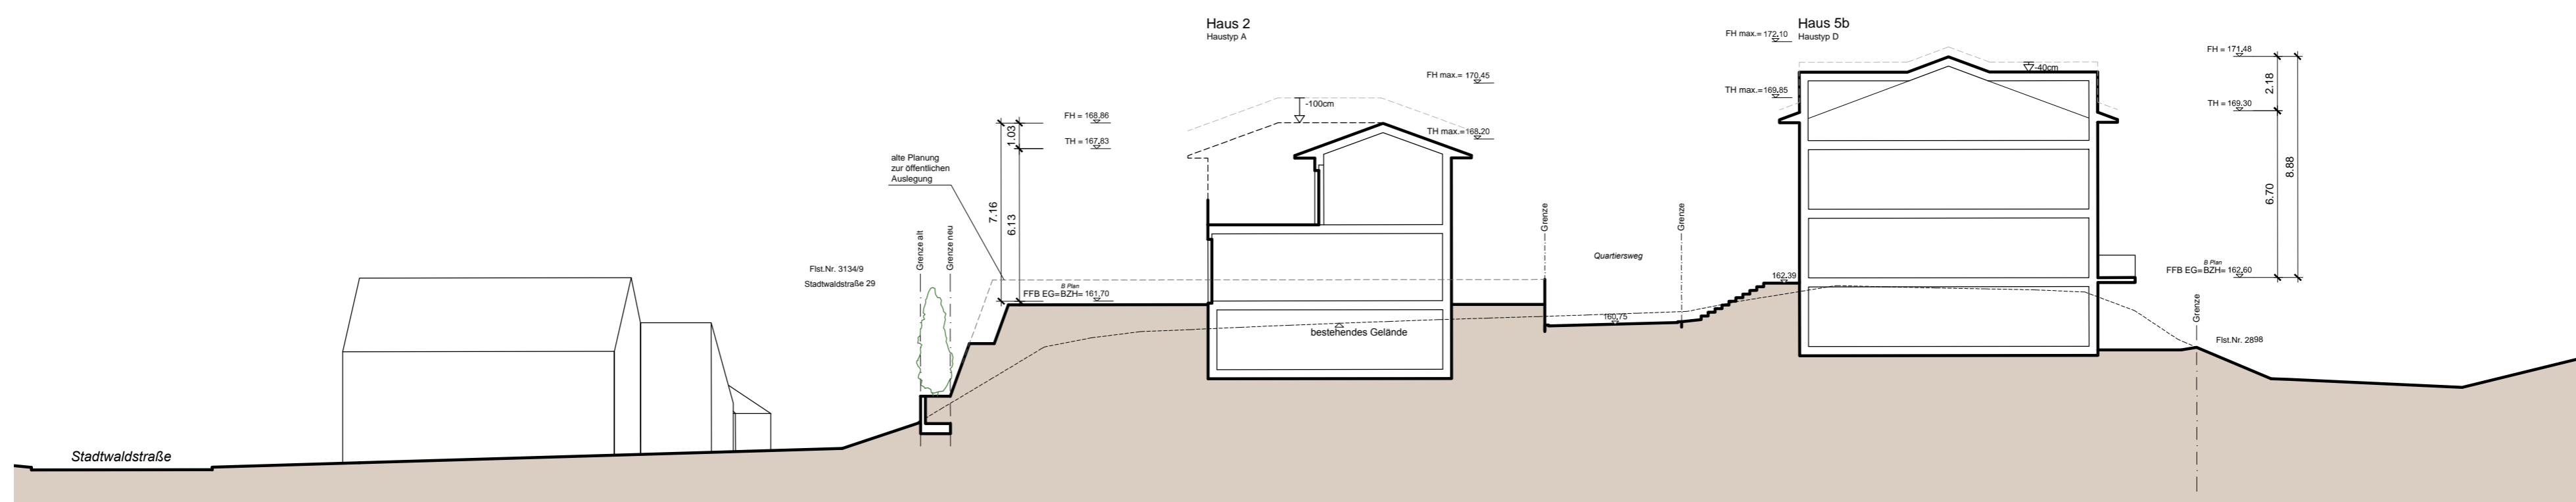 Haus 2
Haustyp A
Haus 5b
Haustyp D
FH max.= 172.10
TH max.=169.85
-40cm
FH = 171.48
TH = 169.30
2.18
6.70
8.88
FH max.= 170.45
TH max.=168.20
-100cm
FH = 168.86
TH = 167.83
1.03
7.16
6.13
alte Planung
zur öffentlichen
Auslegung
Grenze alt
Grenze neu
Flst.Nr. 3134/9
Stadtwaldstraße 29
B Plan
FFB EG=BZH= 161.70
bestehendes Gelände
Grenze
Quartiersweg
Grenze
160.75
162.39
B Plan
FFB EG=BZH= 162.60
Grenze
Flst.Nr. 2898
Stadtwaldstraße